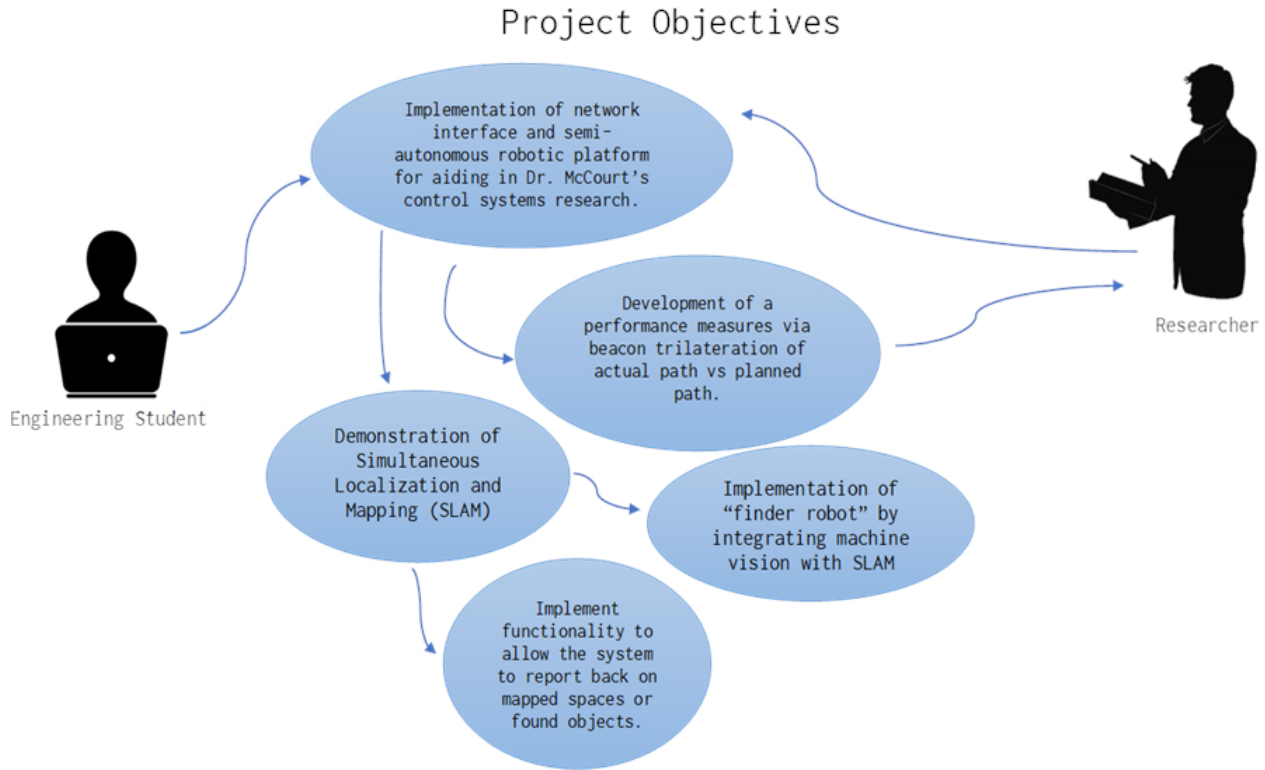 Project Objectives
Implementation of network
interface and semi-
autonomous robotic platform
for aiding in Dr. McCourt’s
control systems research.
Researcher
Engineering Student
Development of a
performance measures via
beacon trilateration of
actual path vs planned
path.
Demonstration of
Simultaneous
Localization and
Mapping (SLAM)
Implementation of
“finder robot” by
integrating machine
vision with SLAM
Implement
functionality to
allow the system
to report back on
mapped spaces or
found objects.